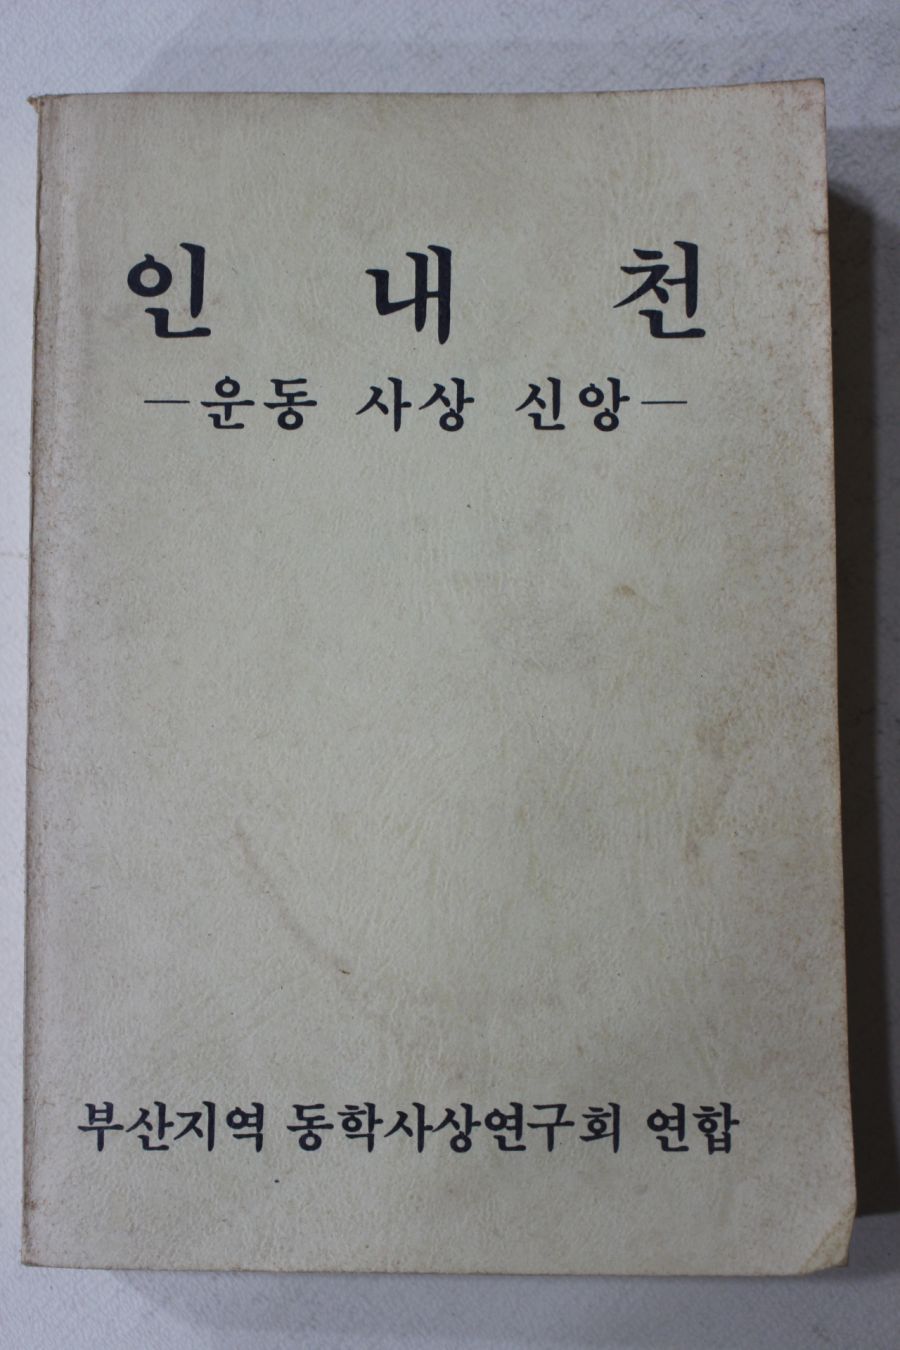 인 내 천
—운동 사상 신앙—
부산지역 동학사상연구회 연합